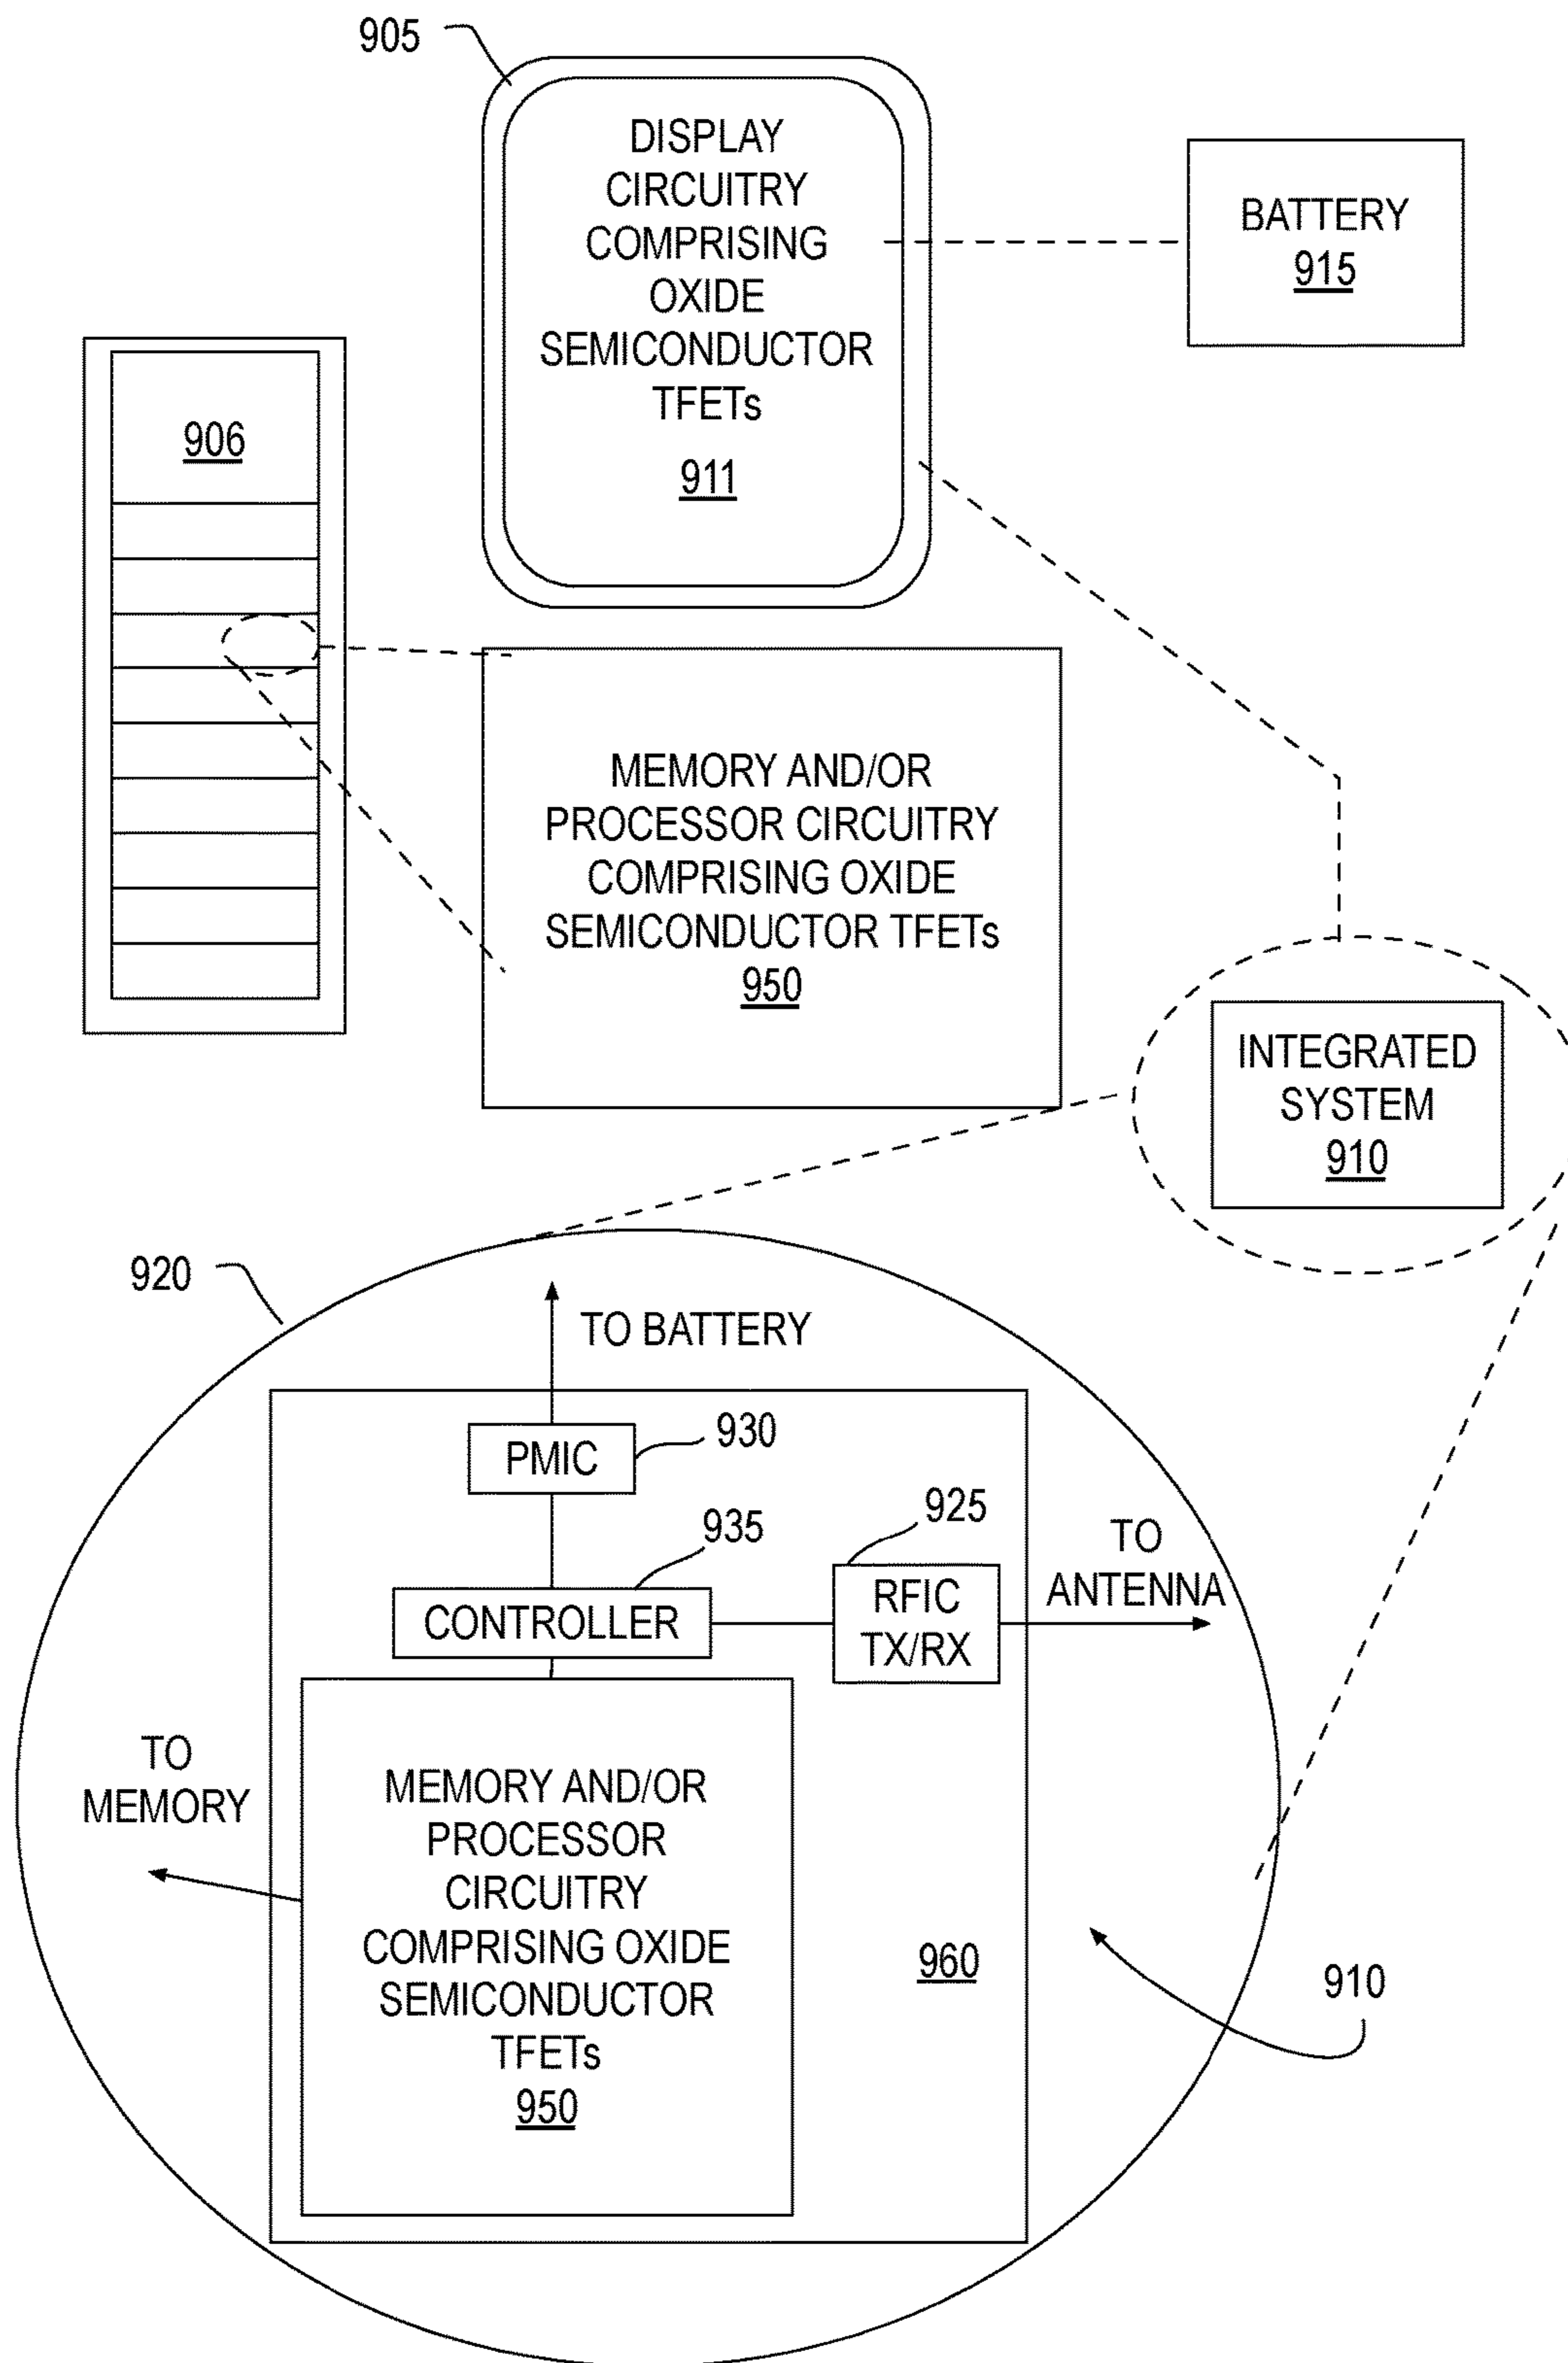 905
DISPLAY
CIRCUITRY
COMPRISING
OXIDE
SEMICONDUCTOR
TFETs
911
BATTERY
915
906
MEMORY AND/OR
PROCESSOR CIRCUITRY
COMPRISING OXIDE
SEMICONDUCTOR TFETs
950
INTEGRATED
SYSTEM
910
920
TO BATTERY
PMIC
930
935
925
CONTROLLER
RFIC
TX/RX
TO
ANTENNA
TO
MEMORY
MEMORY AND/OR
PROCESSOR
CIRCUITRY
COMPRISING OXIDE
SEMICONDUCTOR
TFETs
950
960
910